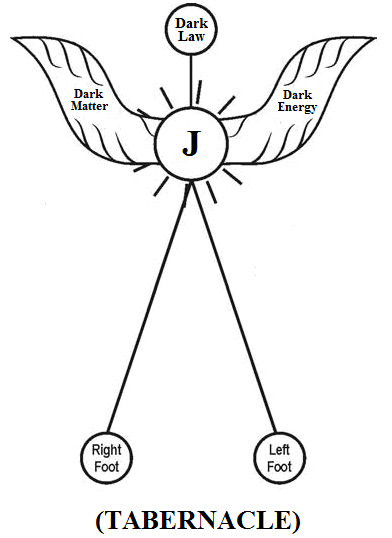 Dark
Law
Dark
Matter
Dark
Energy
J
Right
Foot
Left
Foot
(TABERNACLE)